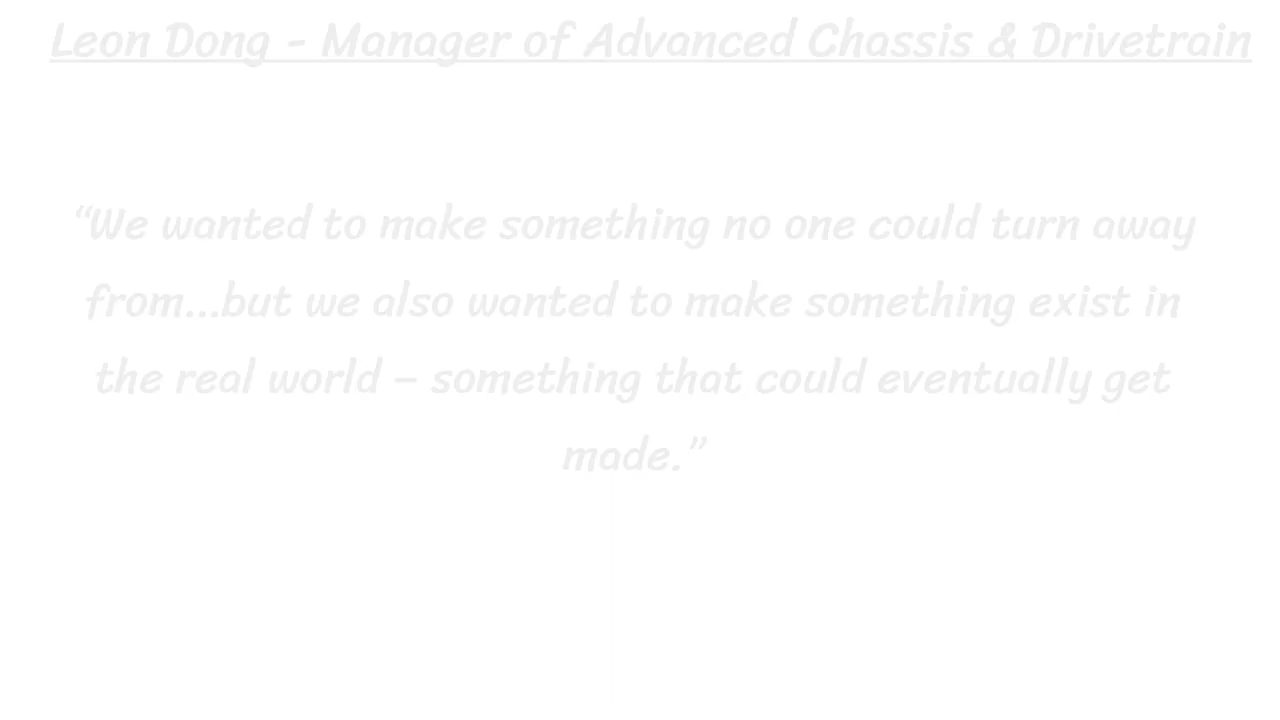 Leon Dong - Manager of Advanced Chassis & Drivetrain
“We wanted to make something no one could turn away
from...but we also wanted to make something exist in
the real world – something that could eventually get
made.”